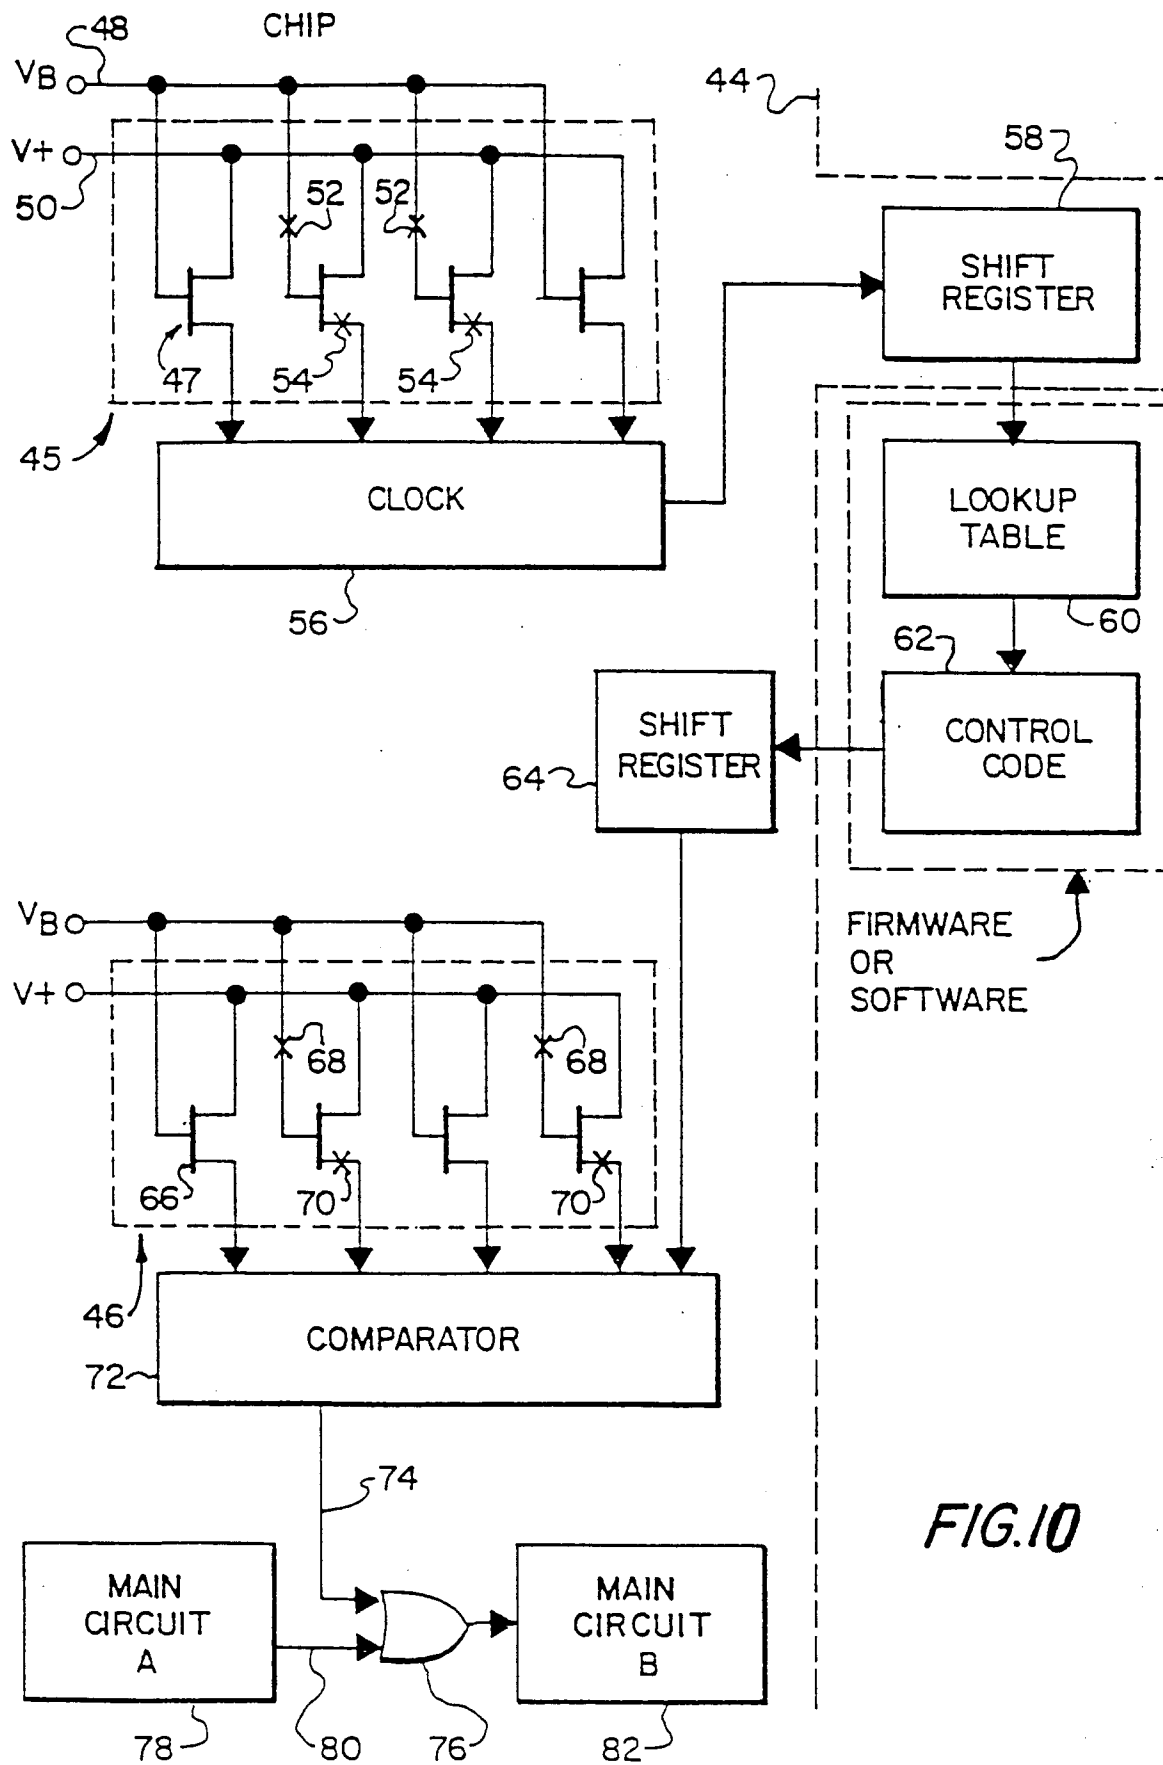 CHIP
48
VB
V+
50
52
52
47
54
54
45
CLOCK
56
44
58
SHIFT
REGISTER
LOOKUP
TABLE
60
62
CONTROL
CODE
SHIFT
REGISTER
64
FIRMWARE
OR
SOFTWARE
VB
V+
68
68
66
70
70
46
COMPARATOR
72
74
MAIN
CIRCUIT
A
MAIN
CIRCUIT
B
78
80
76
82
FIG.10